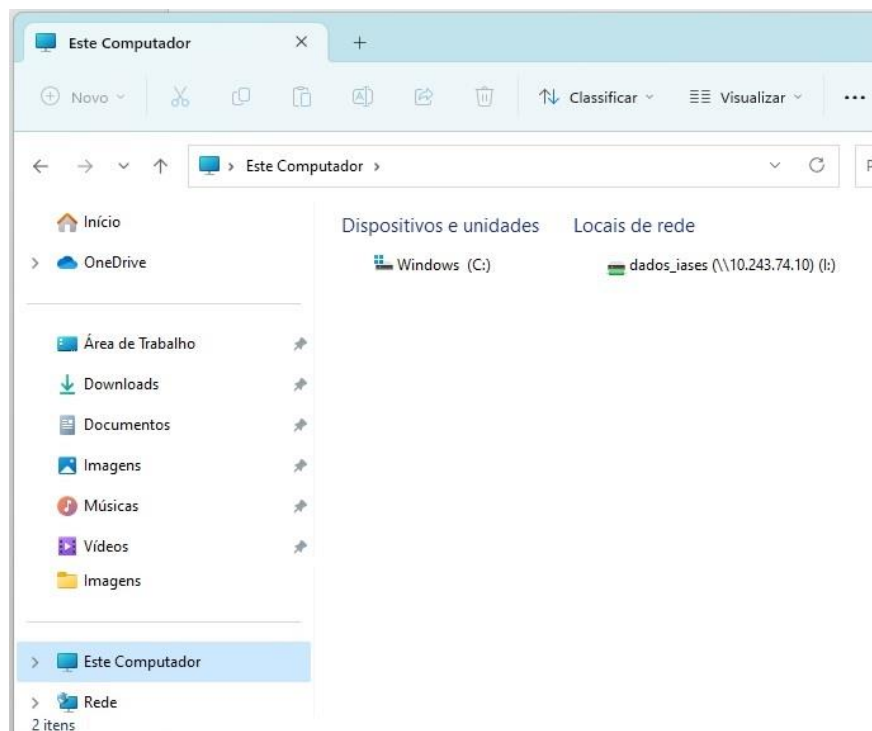 Este Computador
Novo
Classificar
Visualizar
Este Computador
Início
OneDrive
Área de Trabalho
Downloads
Documentos
Imagens
Músicas
Vídeos
Imagens
Este Computador
Rede
2 itens
Dispositivos e unidades
Windows (C:)
Locais de rede
dados_iases (\\10.243.74.10) (I:)